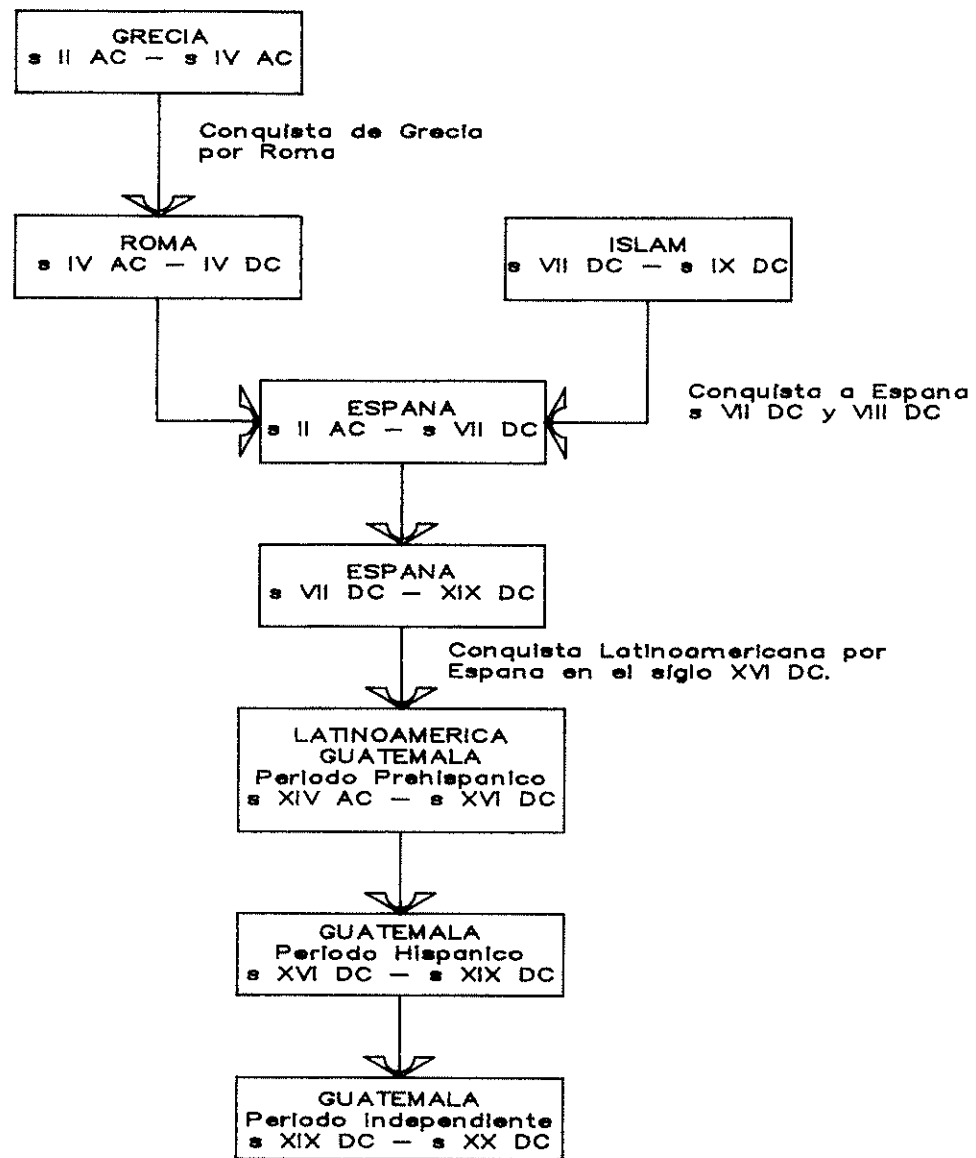 GRECIA
s II AC — s IV AC
Conquista de Grecia
por Roma
ROMA
s IV AC — IV DC
ISLAM
s VII DC — s IX DC
ESPANA
s II AC — s VII DC
Conquista a Espana
s VII DC y VIII DC
ESPANA
s VII DC — XIX DC
Conquista Latinoamericana por
Espana en el siglo XVI DC.
LATINOAMERICA
GUATEMALA
Periodo Prehispanico
s XIV AC — s XVI DC
GUATEMALA
Periodo Hispanico
s XVI DC — s XIX DC
GUATEMALA
Periodo Independiente
s XIX DC — s XX DC